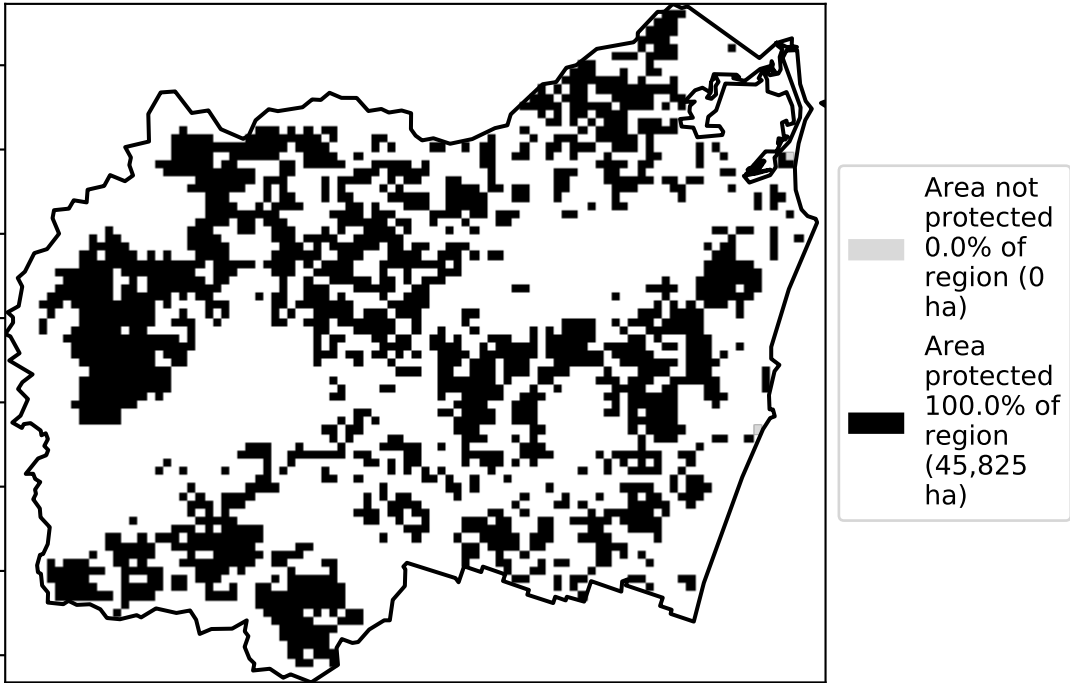 Area not
protected
0.0% of
region (0
ha)
Area
protected
100.0% of
region
(45,825
ha)